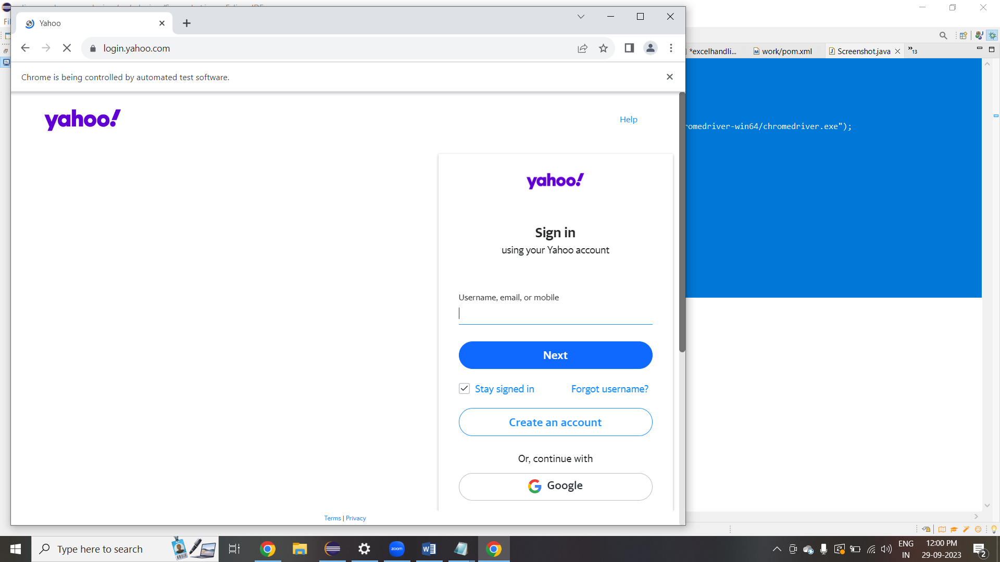 Yahoo
login.yahoo.com
Chrome is being controlled by automated test software.
yahoo!
Help
yahoo!
Sign in
using your Yahoo account
Username, email, or mobile
Next
Stay signed in
Forgot username?
Create an account
Or, continue with
Google
Terms | Privacy
*excelhandli...
work/pom.xml
Screenshot.java
13
romedriver-win64/chromedriver.exe");
Type here to search
zoom
ENG
IN
12:00 PM
29-09-2023
2